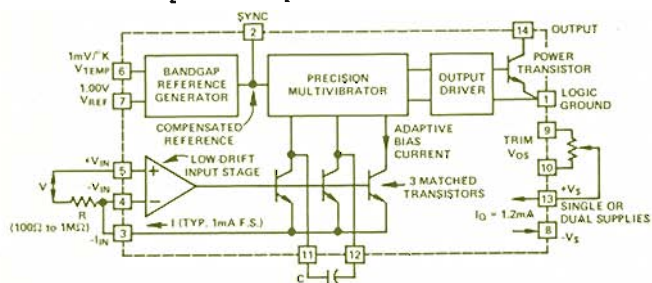 SYNC
2
OUTPUT
14
1mV/°K
VTEMP
6
1.00V
VREF
7
BANDGAP
REFERENCE
GENERATOR
PRECISION
MULTIVIBRATOR
OUTPUT
DRIVER
POWER
TRANSISTOR
1
LOGIC
GROUND
COMPENSATED
REFERENCE
ADAPTIVE
BIAS
CURRENT
9
TRIM
VOS
10
LOW DRIFT
INPUT STAGE
+VIN
5
+
V
-VIN
4
−
3 MATCHED
TRANSISTORS
+VS
13
SINGLE OR
DUAL SUPPLIES
R
(100Ω to 1MΩ)
-IIN
3
I (TYP. 1mA F.S.)
IQ = 1.2mA
8
-VS
11
12
C